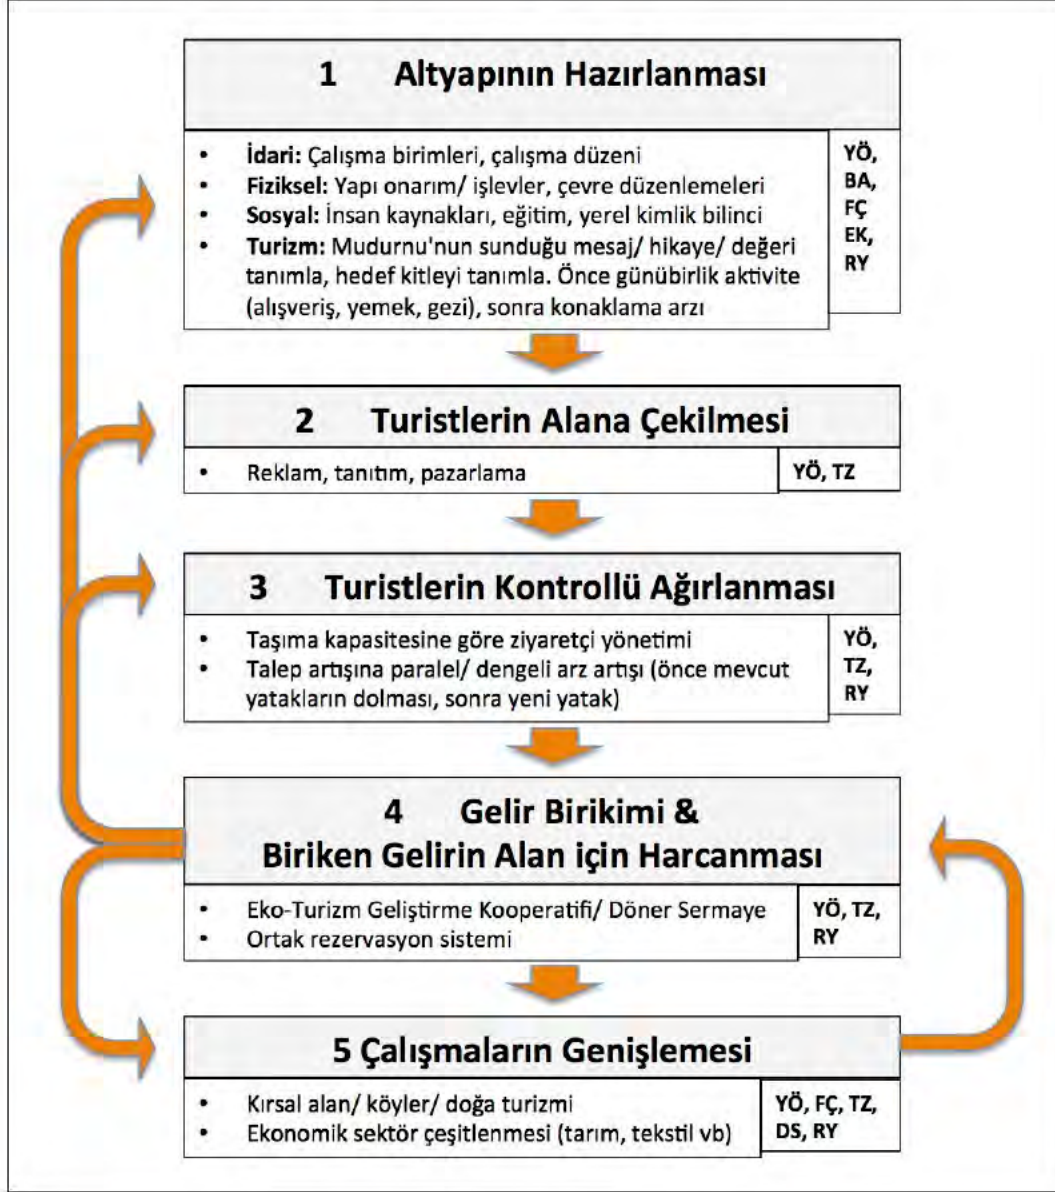 1 Altyapının Hazırlanması
• İdari: Çalışma birimleri, çalışma düzeni
• Fiziksel: Yapı onarım/ işlevler, çevre düzenlemeleri
• Sosyal: İnsan kaynakları, eğitim, yerel kimlik bilinci
• Turizm: Mudurnu'nun sunduğu mesaj/ hikaye/ değeri
tanımla, hedef kitleyi tanımla. Önce günübirlik aktivite
(alışveriş, yemek, gezi), sonra konaklama arzı
YÖ,
BA,
FÇ
EK,
RY
2 Turistlerin Alana Çekilmesi
• Reklam, tanıtım, pazarlama
YÖ, TZ
3 Turistlerin Kontrollü Ağırlanması
• Taşıma kapasitesine göre ziyaretçi yönetimi
• Talep artışına paralel/ dengeli arz artışı (önce mevcut
yatakların dolması, sonra yeni yatak)
YÖ,
TZ,
RY
4 Gelir Birikimi &
Biriken Gelirin Alan için Harcanması
• Eko-Turizm Geliştirme Kooperatifi/ Döner Sermaye
• Ortak rezervasyon sistemi
YÖ, TZ,
RY
5 Çalışmaların Genişlemesi
• Kırsal alan/ köyler/ doğa turizmi
• Ekonomik sektör çeşitlenmesi (tarım, tekstil vb)
YÖ, FÇ, TZ,
DS, RY